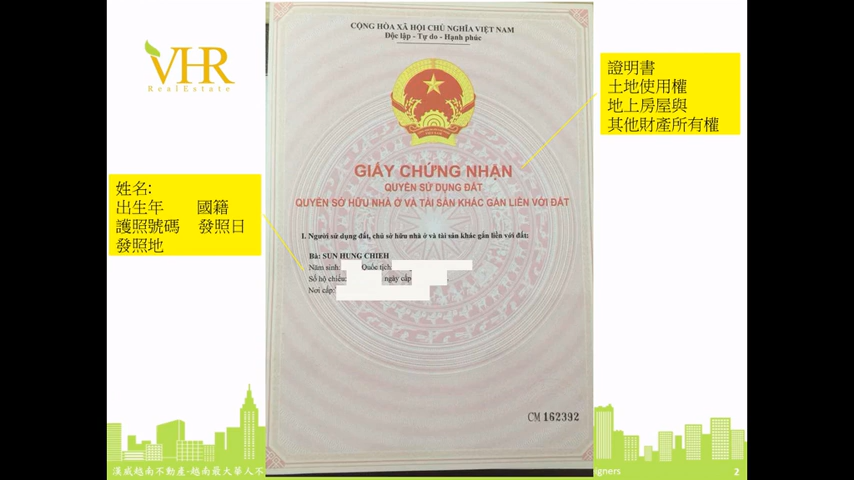 VHR
RealEstate
CỘNG HÒA XÃ HỘI CHỦ NGHĨA VIỆT NAM
Độc lập - Tự do - Hạnh phúc
證明書
土地使用權
地上房屋與
其他財產所有權
GIẤY CHỨNG NHẬN
QUYỀN SỬ DỤNG ĐẤT
QUYỀN SỞ HỮU NHÀ Ở VÀ TÀI SẢN KHÁC GẮN LIỀN VỚI ĐẤT
姓名:
出生年 國籍
護照號碼 發照日
發照地
I. Người sử dụng đất, chủ sở hữu nhà ở và tài sản khác gắn liền với đất:
Bà: SUN HUNG CHIEH
Năm sinh: Quốc tịch
Số hộ chiếu: ngày cấp
Nơi cấp:
CM 162392
漢威越南不動產-越南最大華人不
igners
2